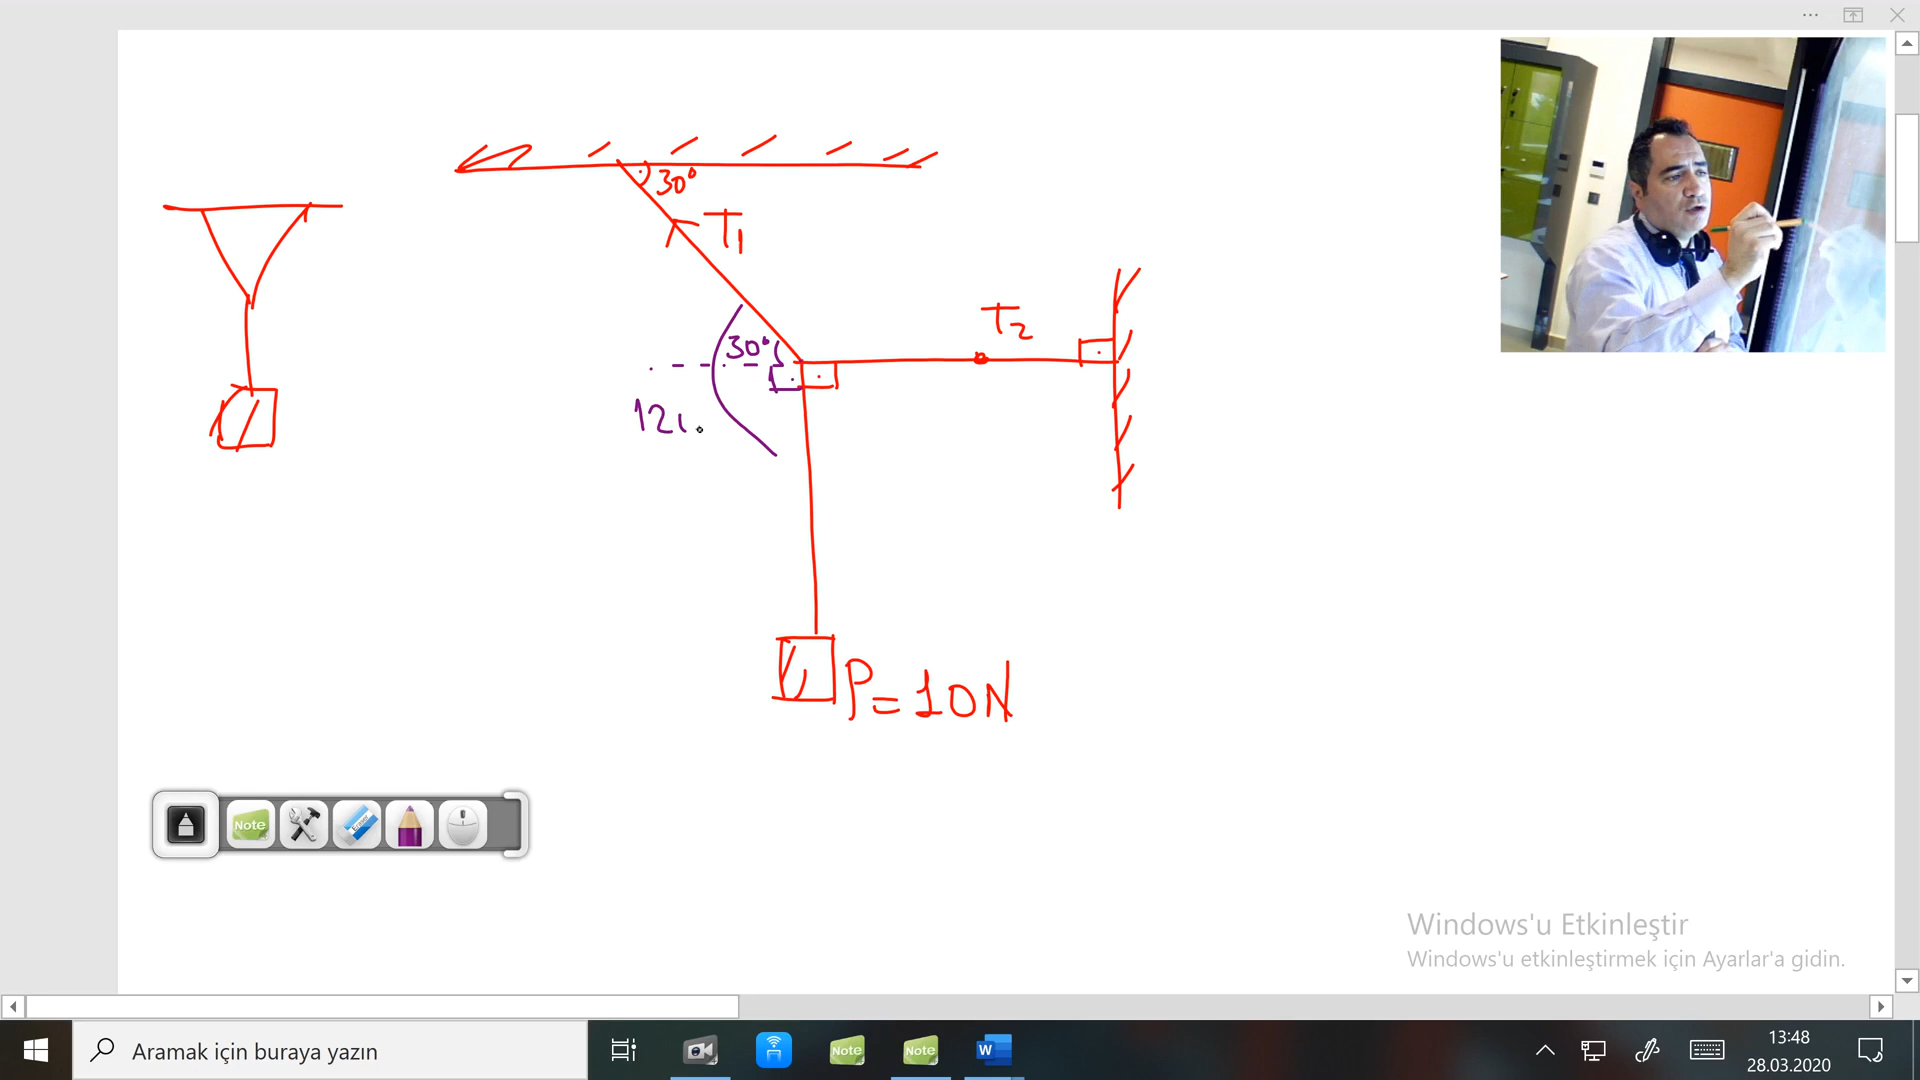 30°
T1
T2
30°
P=10N
Note
Eraser
Windows'u Etkinleştir
Windows'u etkinleştirmek için Ayarlar'a gidin.
Aramak için buraya yazın
Note
Note
W
13:48
28.03.2020